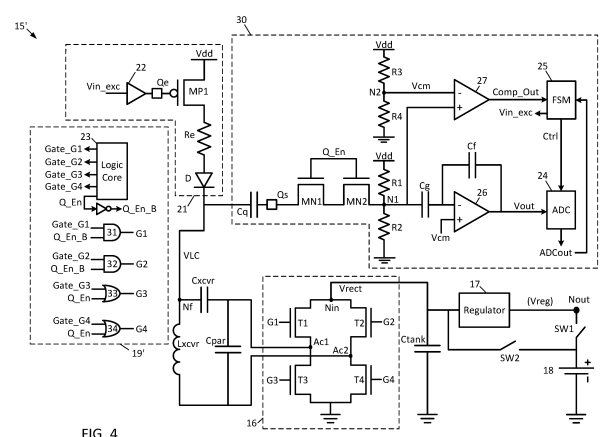 15'
30
22
Vdd
Vin_exc
Qe
MP1
Re
D
21
Vdd
R3
N2
Vcm
R4
27
Comp_Out
25
FSM
Vin_exc
Ctrl
Q_En
Cq
Qs
MN1
MN2
Vdd
R1
N1
R2
Cg
Cf
26
Vcm
Vout
24
ADC
ADCout
23
Gate_G1
Gate_G2
Gate_G3
Gate_G4
Q_En
Logic
Core
Q_En_B
Gate_G1
Q_En_B
31
G1
Gate_G2
Q_En_B
32
G2
Gate_G3
Q_En
33
G3
Gate_G4
Q_En
34
G4
19'
VLC
Cxcvr
Nf
Lxcvr
Cpar
Vrect
Nin
G1
T1
T2
G2
Ac1
Ac2
G3
T3
T4
G4
16
Ctank
17
Regulator
(Vreg)
Nout
SW1
SW2
18
+
-
FIG. 4